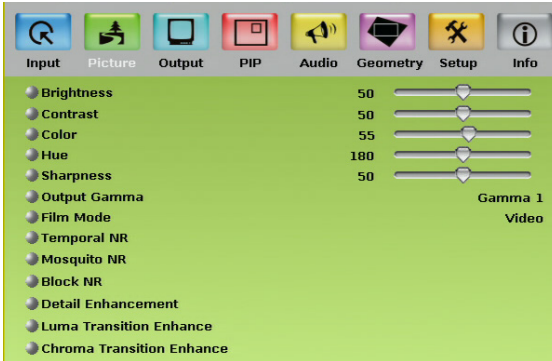 Input Picture Output PIP Audio Geometry Setup Info
Brightness 50
Contrast 50
Color 55
Hue 180
Sharpness 50
Output Gamma Gamma 1
Film Mode Video
Temporal NR
Mosquito NR
Block NR
Detail Enhancement
Luma Transition Enhance
Chroma Transition Enhance